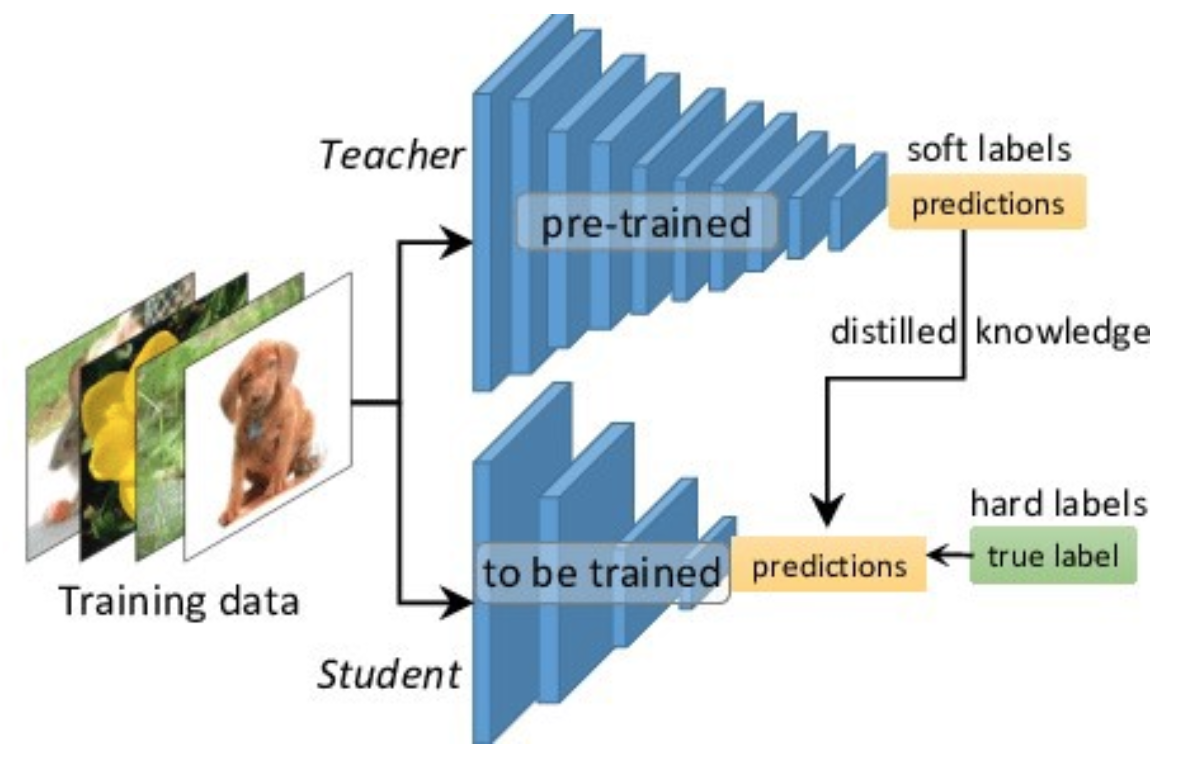 Teacher
pre-trained
soft labels
predictions
distilled knowledge
Training data
to be trained
predictions
hard labels
true label
Student